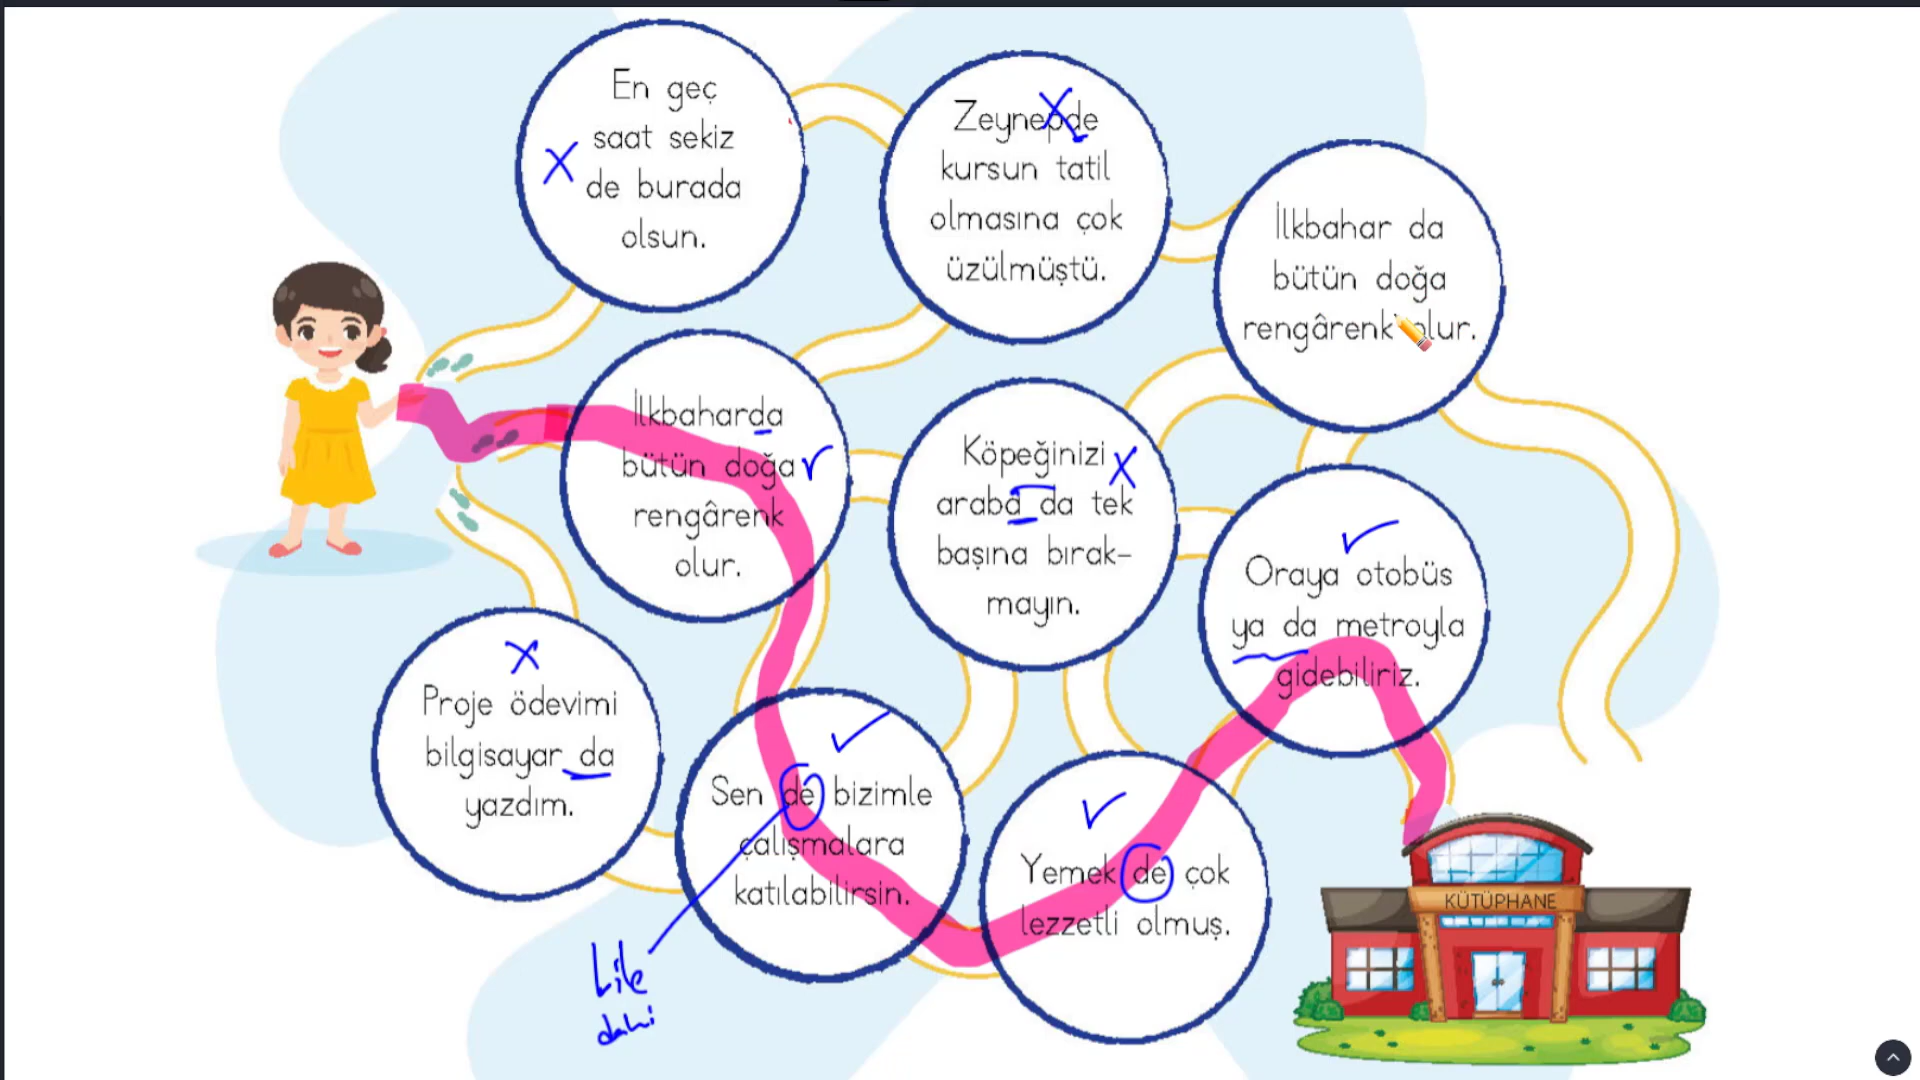 En geç
saat sekiz
de burada
olsun.
Zeynepde
kursun tatil
olmasına çok
üzülmüştü.
İlkbahar da
bütün doğa
rengârenk olur.
İlkbaharda
bütün doğa
rengârenk
olur.
Köpeğinizi
araba da tek
başına bırak-
mayın.
Oraya otobüs
ya da metroyla
gidebiliriz.
Proje ödevimi
bilgisayar da
yazdım.
Sen de bizimle
çalışmalara
katılabilirsin.
Yemek de çok
lezzetli olmuş.
dahi
KÜTÜPHANE